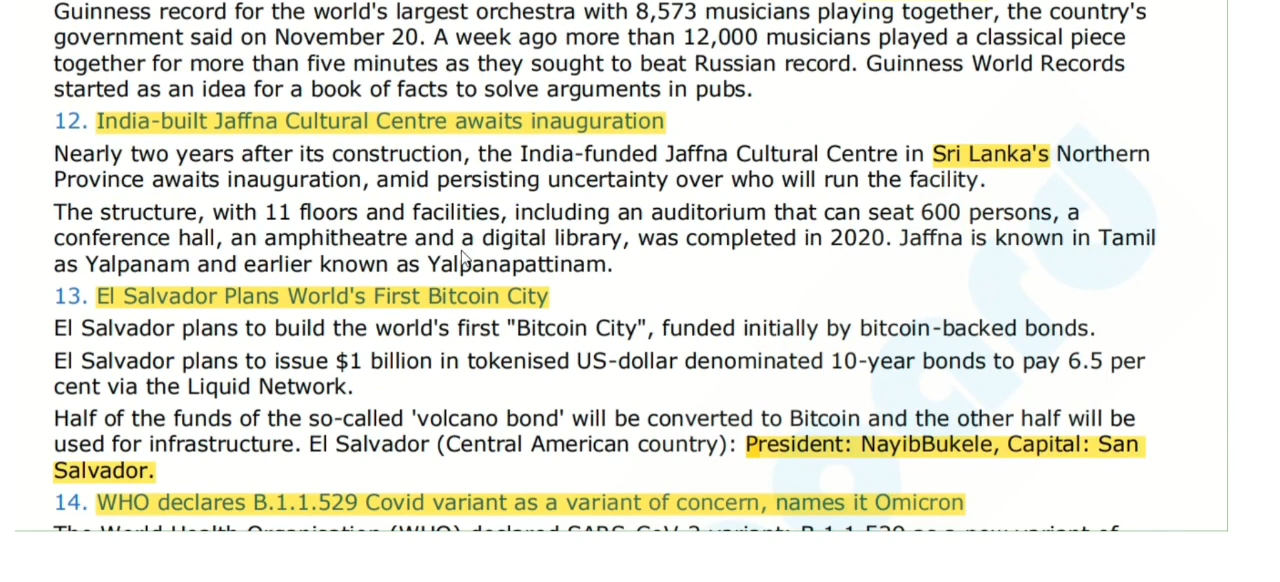 Guinness record for the world's largest orchestra with 8,573 musicians playing together, the country's
government said on November 20. A week ago more than 12,000 musicians played a classical piece
together for more than five minutes as they sought to beat Russian record. Guinness World Records
started as an idea for a book of facts to solve arguments in pubs.
12. India-built Jaffna Cultural Centre awaits inauguration
Nearly two years after its construction, the India-funded Jaffna Cultural Centre in Sri Lanka's Northern
Province awaits inauguration, amid persisting uncertainty over who will run the facility.
The structure, with 11 floors and facilities, including an auditorium that can seat 600 persons, a
conference hall, an amphitheatre and a digital library, was completed in 2020. Jaffna is known in Tamil
as Yalpanam and earlier known as Yalpanapattinam.
13. El Salvador Plans World's First Bitcoin City
El Salvador plans to build the world's first "Bitcoin City", funded initially by bitcoin-backed bonds.
El Salvador plans to issue $1 billion in tokenised US-dollar denominated 10-year bonds to pay 6.5 per
cent via the Liquid Network.
Half of the funds of the so-called 'volcano bond' will be converted to Bitcoin and the other half will be
used for infrastructure. El Salvador (Central American country): President: NayibBukele, Capital: San
Salvador.
14. WHO declares B.1.1.529 Covid variant as a variant of concern, names it Omicron